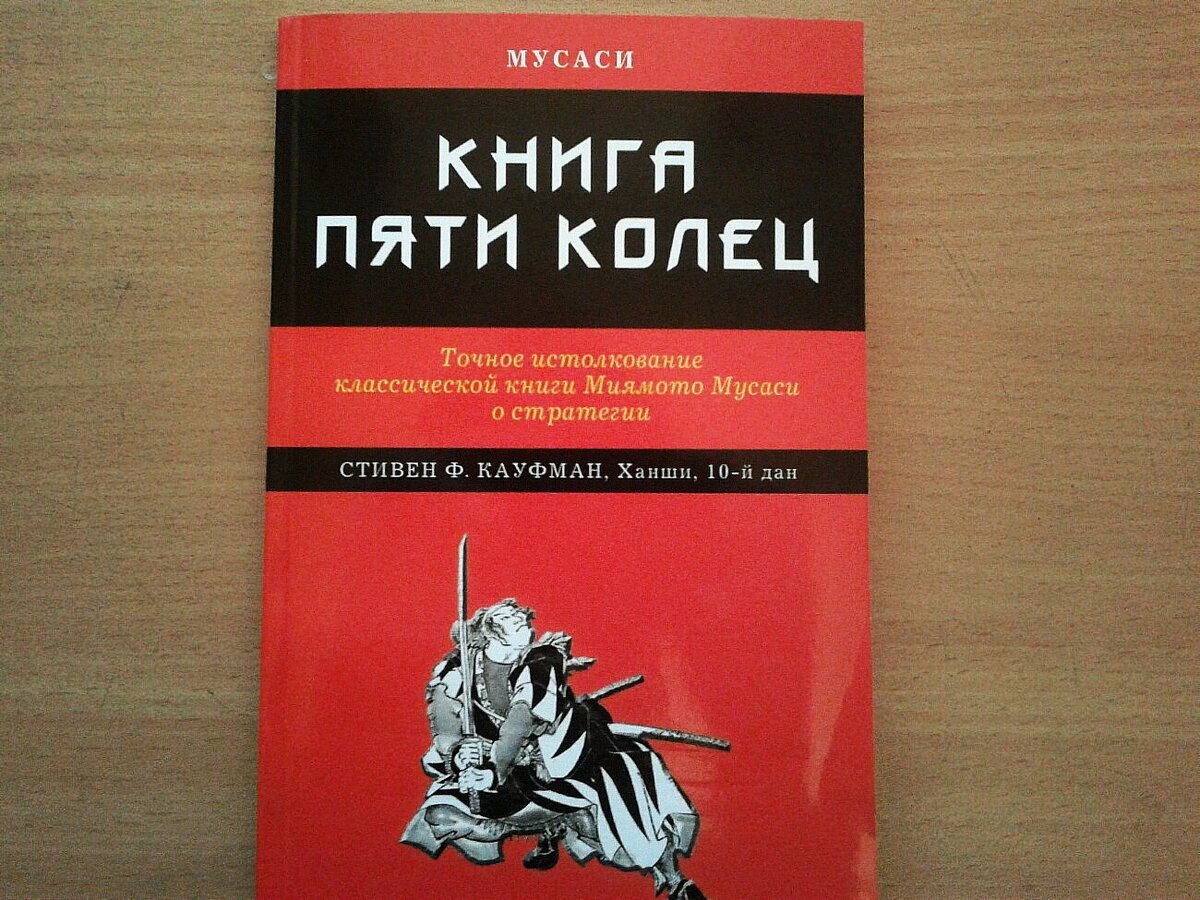 МУСАСИ
КНИГА
ПЯТИ КОЛЕЦ
Точное истолкование
классической книги Миямото Мусаси
о стратегии
СТИВЕН Ф. КАУФМАН, Ханши, 10-й дан